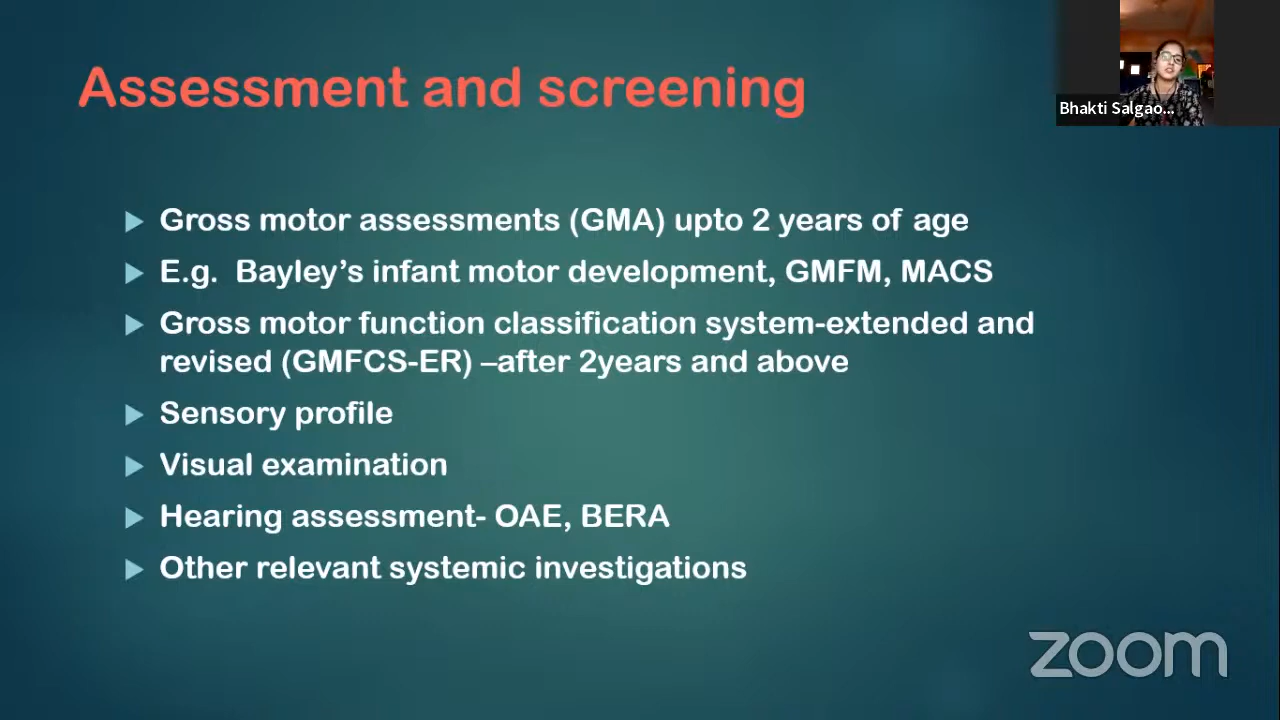 Assessment and screening
Bhakti Salgao...
Gross motor assessments (GMA) upto 2 years of age
E.g. Bayley’s infant motor development, GMFM, MACS
Gross motor function classification system-extended and
revised (GMFCS-ER) –after 2years and above
Sensory profile
Visual examination
Hearing assessment- OAE, BERA
Other relevant systemic investigations
zoom